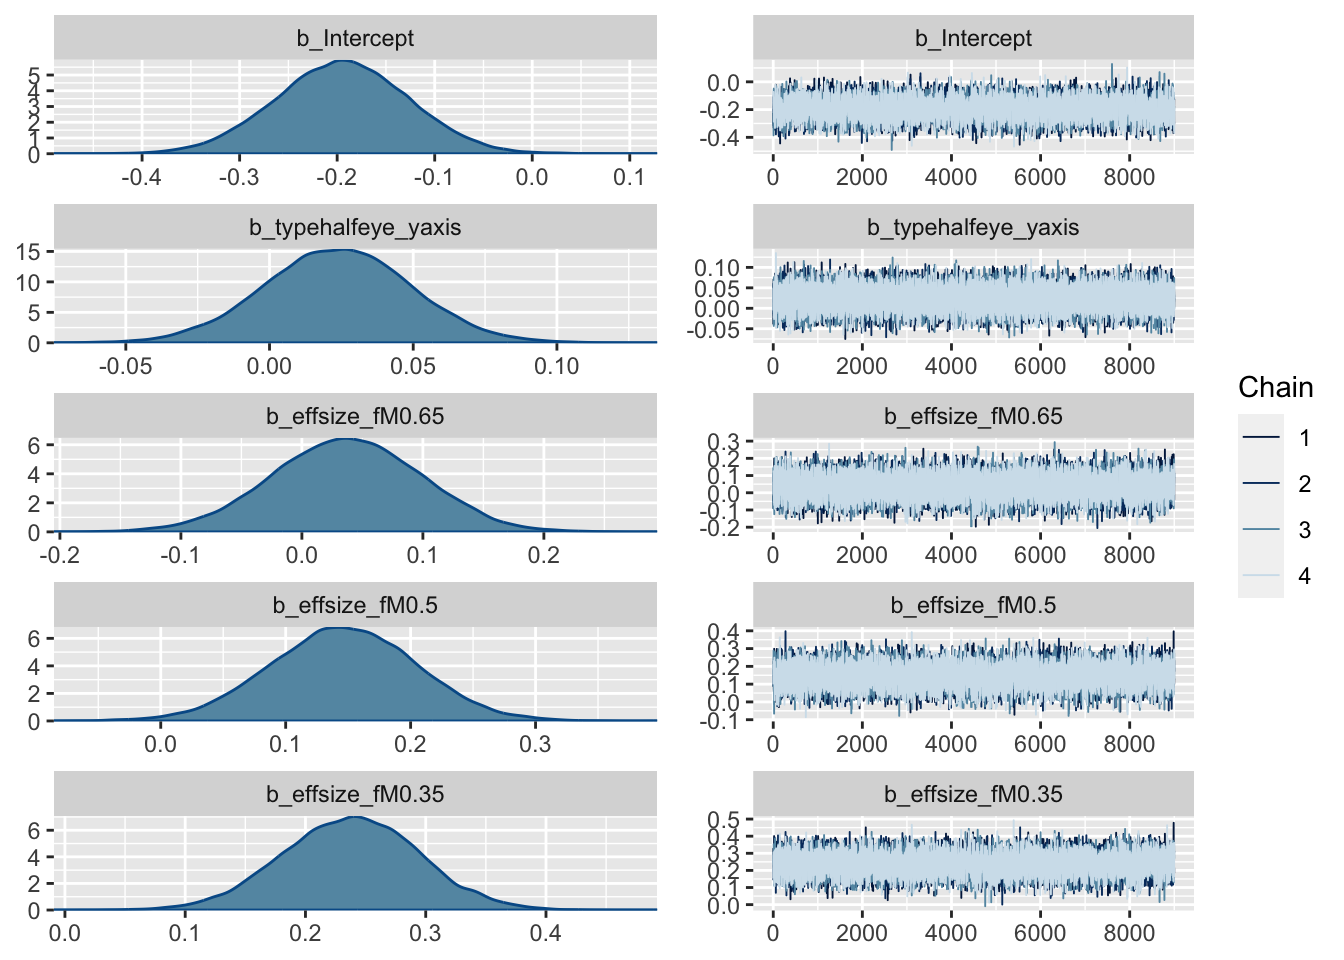 b_Intercept
5
4
3
2
1
0
-0.4 -0.3 -0.2 -0.1 0.0 0.1
b_Intercept
0.0
-0.2
-0.4
0 2000 4000 6000 8000
b_typehalfeye_yaxis
15
10
5
0
-0.05 0.00 0.05 0.10
b_typehalfeye_yaxis
0.10
0.05
0.00
-0.05
0 2000 4000 6000 8000
b_effsize_fM0.65
6
4
2
0
-0.2 -0.1 0.0 0.1 0.2
b_effsize_fM0.65
0.3
0.2
0.1
0.0
-0.1
-0.2
0 2000 4000 6000 8000
b_effsize_fM0.5
6
4
2
0
0.0 0.1 0.2 0.3
b_effsize_fM0.5
0.4
0.3
0.2
0.1
0.0
-0.1
0 2000 4000 6000 8000
b_effsize_fM0.35
6
4
2
0
0.0 0.1 0.2 0.3 0.4
b_effsize_fM0.35
0.5
0.4
0.3
0.2
0.1
0.0
0 2000 4000 6000 8000
Chain
1
2
3
4